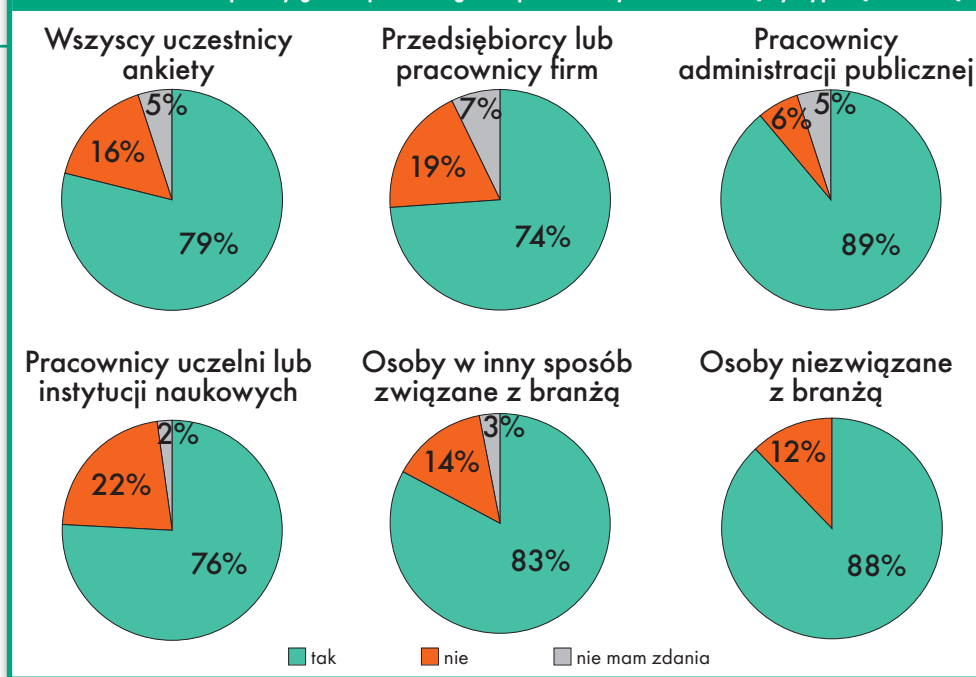 Wszyscy uczestnicy
ankiety
5%
16%
79%
Przedsiębiorcy lub
pracownicy firm
7%
19%
74%
Pracownicy
administracji publicznej
5%
6%
89%
Pracownicy uczelni lub
instytucji naukowych
2%
22%
76%
Osoby w inny sposób
związane z branżą
3%
14%
83%
Osoby niezwiązane
z branżą
12%
88%
tak
nie
nie mam zdania